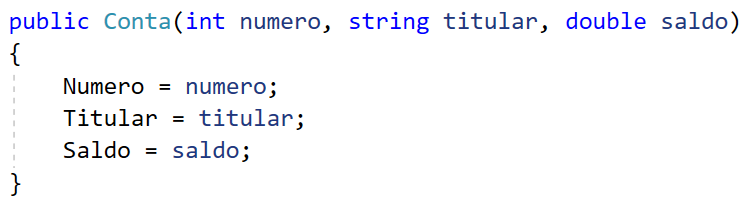 public Conta(int numero, string titular, double saldo)
{
    Numero = numero;
    Titular = titular;
    Saldo = saldo;
}